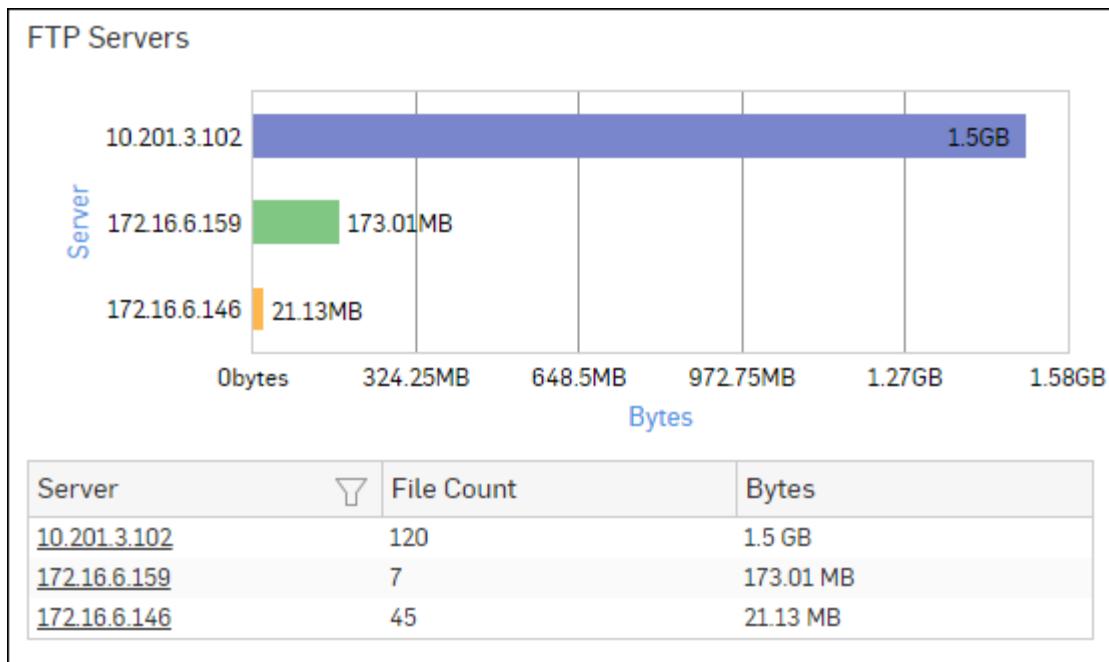 FTP Servers
10.201.3.102
1.5GB
Server
172.16.6.159
173.01MB
172.16.6.146
21.13MB
0bytes 324.25MB 648.5MB 972.75MB 1.27GB 1.58GB
Bytes
Server File Count Bytes
10.201.3.102 120 1.5 GB
172.16.6.159 7 173.01 MB
172.16.6.146 45 21.13 MB